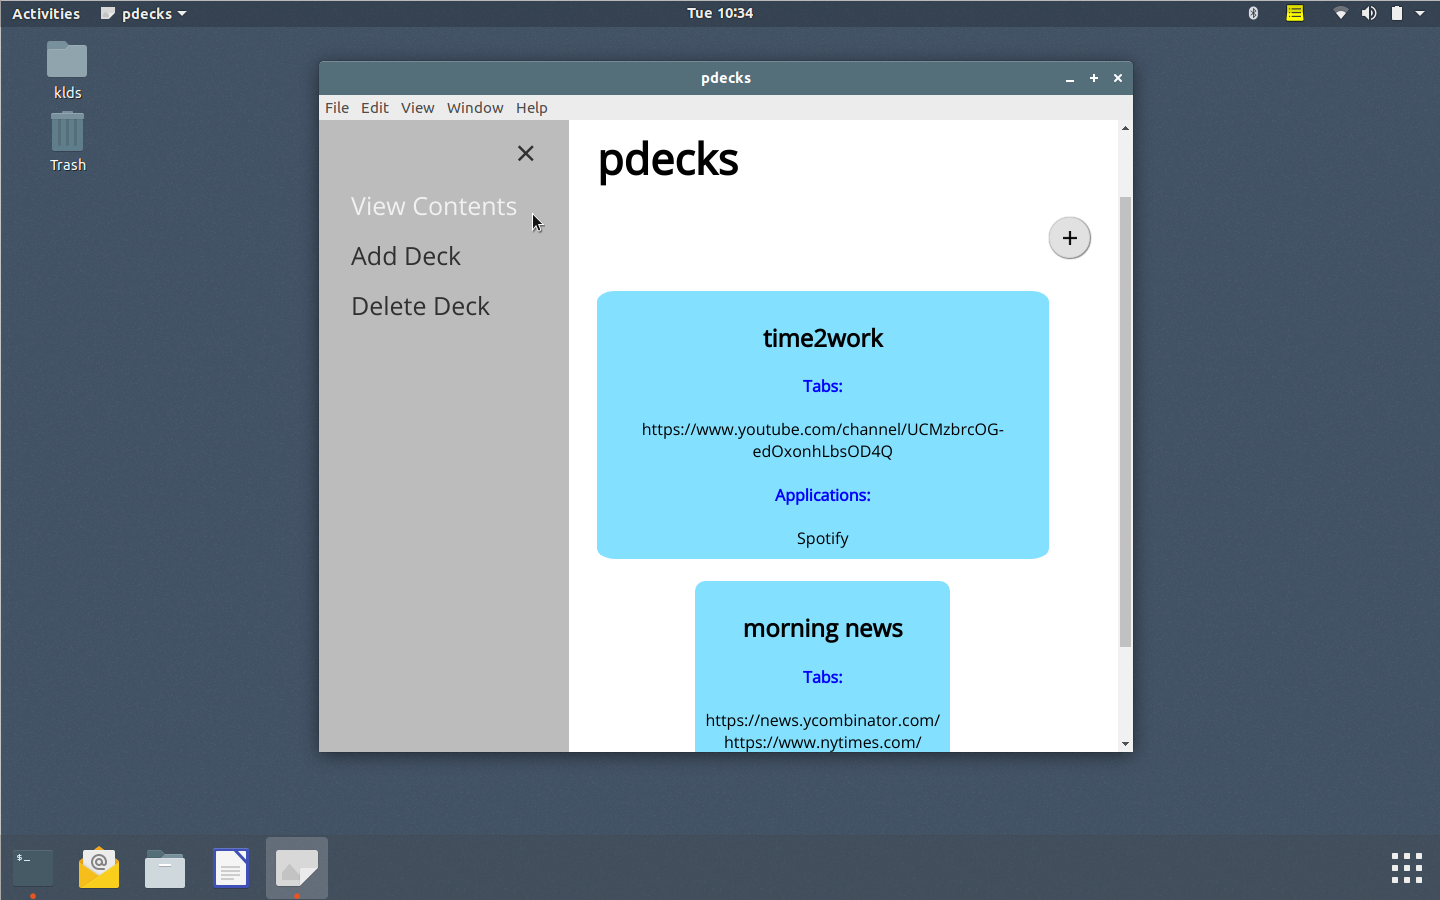 Activities
pdecks
Tue 10:34
klds
Trash
pdecks
File Edit View Window Help
View Contents
Add Deck
Delete Deck
pdecks
+
time2work
Tabs:
https://www.youtube.com/channel/UCMzbrcOG-
edOxonhLbsOD4Q
Applications:
Spotify
morning news
Tabs:
https://news.ycombinator.com/
https://www.nytimes.com/
$_
@